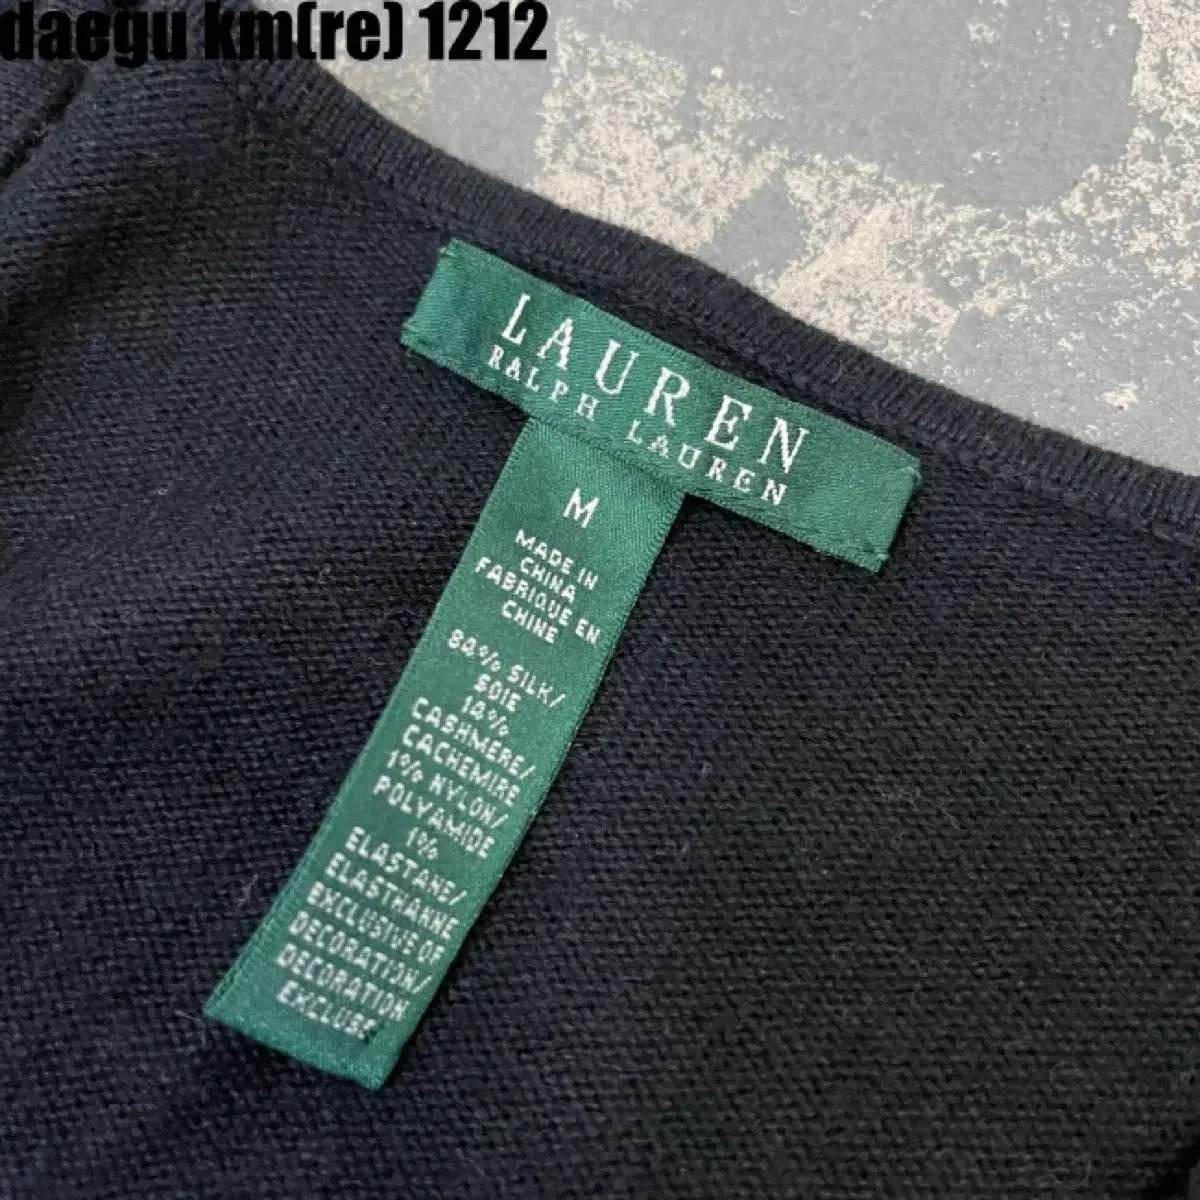 daegu km(re) 1212
LAUREN
RALPH LAUREN
M
MADE IN
CHINA
FABRIQUE EN
CHINE
84% SILK/
SOIE
14%
CASHMERE/
CACHEMIRE
1% NYLON/
POLYAMIDE
1%
ELASTANE/
ELASTHANNE
EXCLUSIVE OF
DECORATION/
DECORATION
EXCLUSE